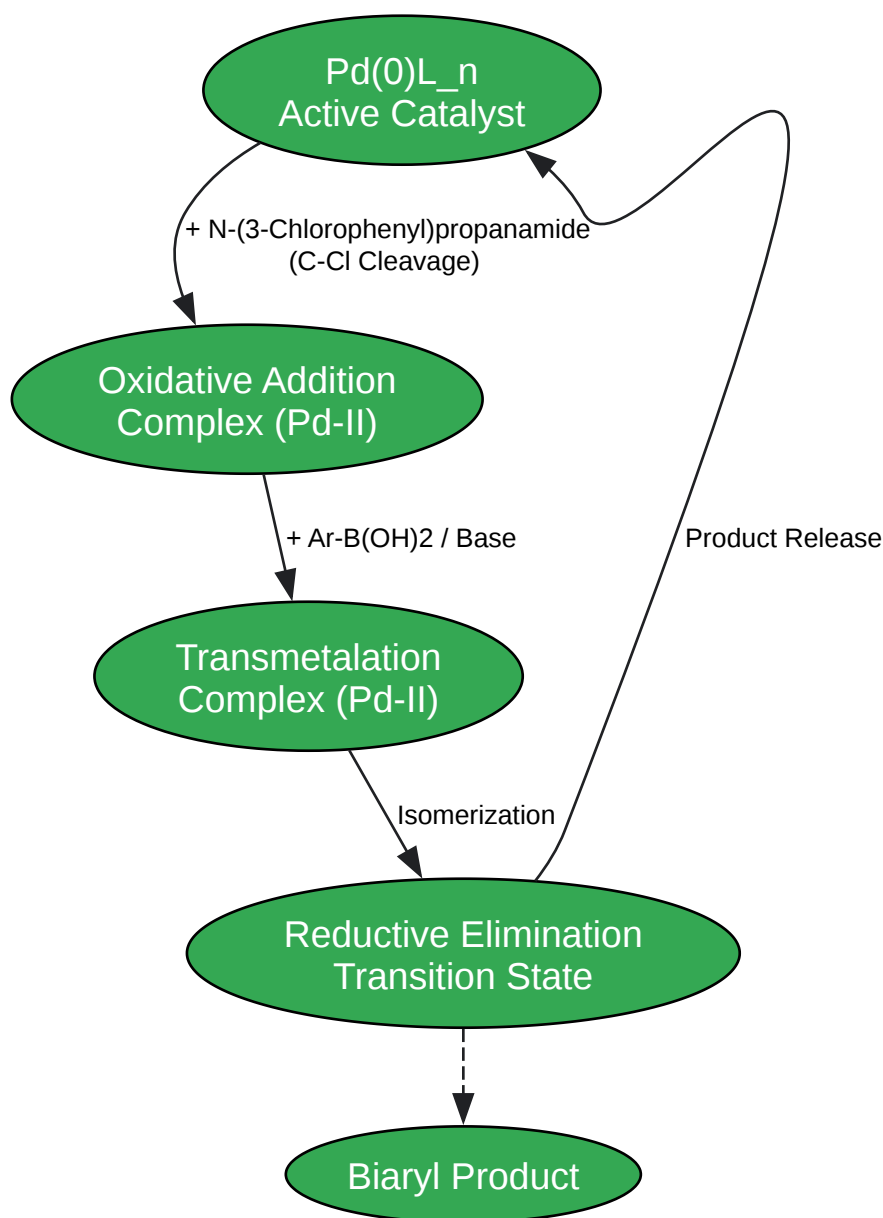 Pd(0)L_n
Active Catalyst
+ N-(3-Chlorophenyl)propanamide
(C-Cl Cleavage)
Oxidative Addition
Complex (Pd-II)
+ Ar-B(OH)2 / Base
Product Release
Transmetalation
Complex (Pd-II)
Isomerization
Reductive Elimination
Transition State
Biaryl Product